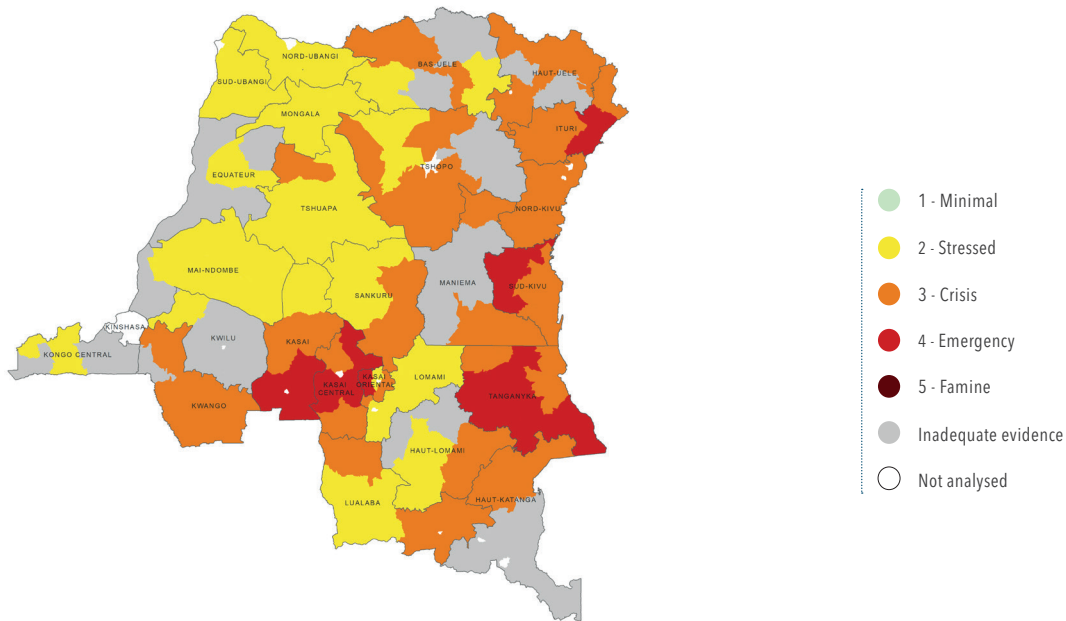 NORD-UBANGI
BAS-UELE
HAUT-UELE
SUD-UBANGI
MONGALA
ITURI
TSHOPO
EQUATEUR
TSHUAPA
NORD-KIVU
MAI-NDOMBE
MANIEMA
SUD-KIVU
SANKURU
KINSHASA
KWILU
KASAI
KONGO CENTRAL
KASAI
CENTRAL
KASAI
ORIENTAL
LOMAMI
KWANGO
TANGANYKA
HAUT-LOMAMI
LUALABA
HAUT-KATANGA
1 - Minimal
2 - Stressed
3 - Crisis
4 - Emergency
5 - Famine
Inadequate evidence
Not analysed